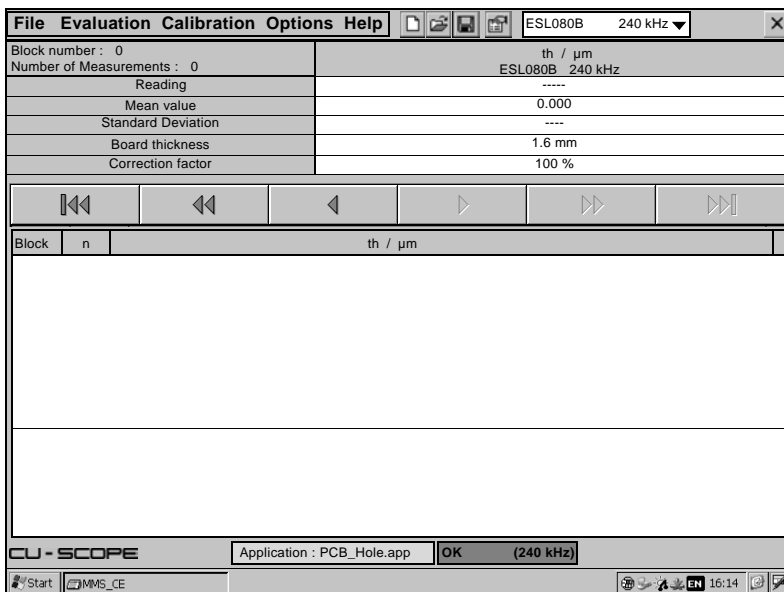 File Evaluation Calibration Options Help ESL080B 240 kHz
Block number : 0
Number of Measurements : 0
th / µm
ESL080B 240 kHz
Reading -----
Mean value 0.000
Standard Deviation ----
Board thickness 1.6 mm
Correction factor 100 %
Block n th / µm
CU-SCOPE Application : PCB_Hole.app OK (240 kHz)
Start MMS_CE EN 16:14